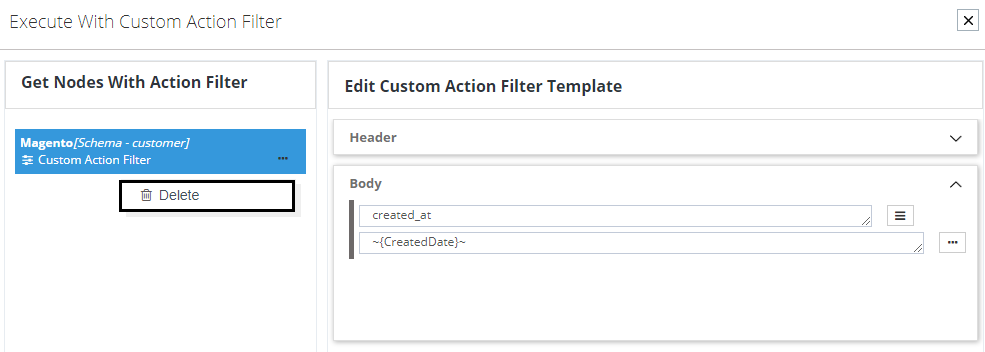 Execute With Custom Action Filter
Get Nodes With Action Filter
Magento[Schema - customer]
Custom Action Filter
Delete
Edit Custom Action Filter Template
Header
Body
created_at
~{CreatedDate}~